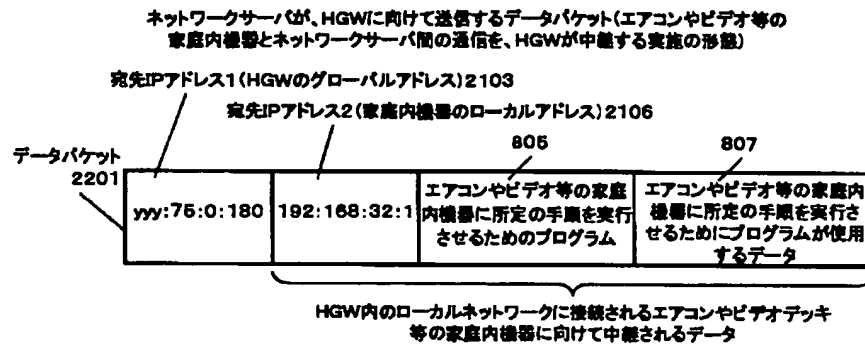 ネットワークサーバが、HGWに向けて送信するデータパケット(エアコンやビデオ等の
家庭内機器とネットワークサーバ間の通信を、HGWが中継する実施の形態)
宛先IPアドレス1(HGWのグローバルアドレス)2103
宛先IPアドレス2(家庭内機器のローカルアドレス)2106
データパケット
2201
805
807
yyy:75:0:180
192:168:32:1
エアコンやビデオ等の家庭
内機器に所定の手順を実行
させるためのプログラム
エアコンやビデオ等の家庭内
機器に所定の手順を実行さ
せるためにプログラムが使用
するデータ
HGW内のローカルネットワークに接続されるエアコンやビデオデッキ
等の家庭内機器に向けて中継されるデータ